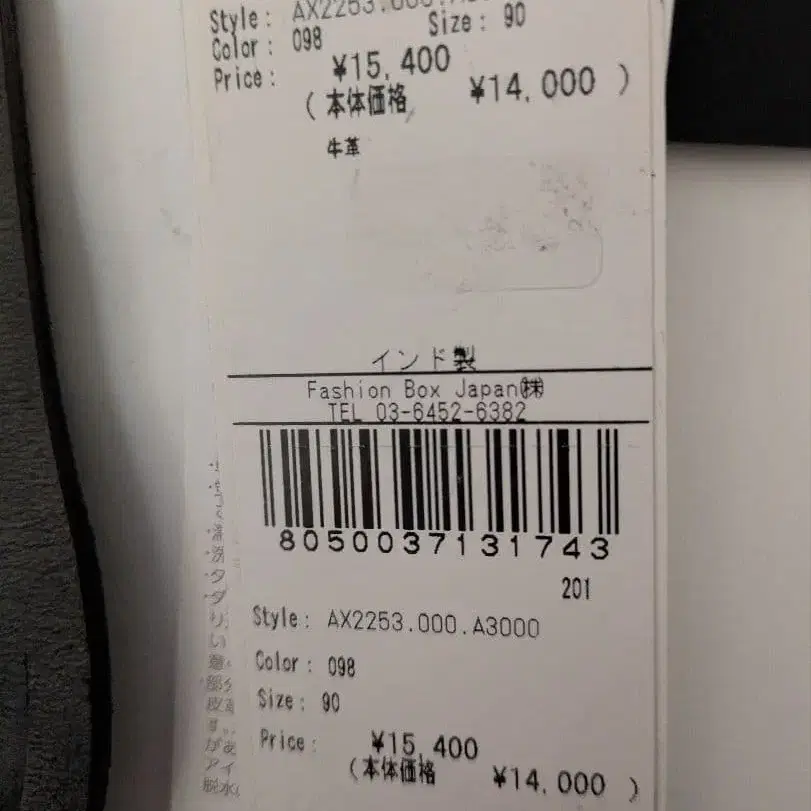 Style: AX2253.000.
Color: 098 Size: 90
Price: ¥15,400
(本体価格 ¥14,000 )
牛革
インド製
Fashion Box Japan㈱
TEL 03-6452-6382
8050037131743
201
Style: AX2253.000.A3000
Color: 098
Size: 90
Price: ¥15,400
(本体価格 ¥14,000 )